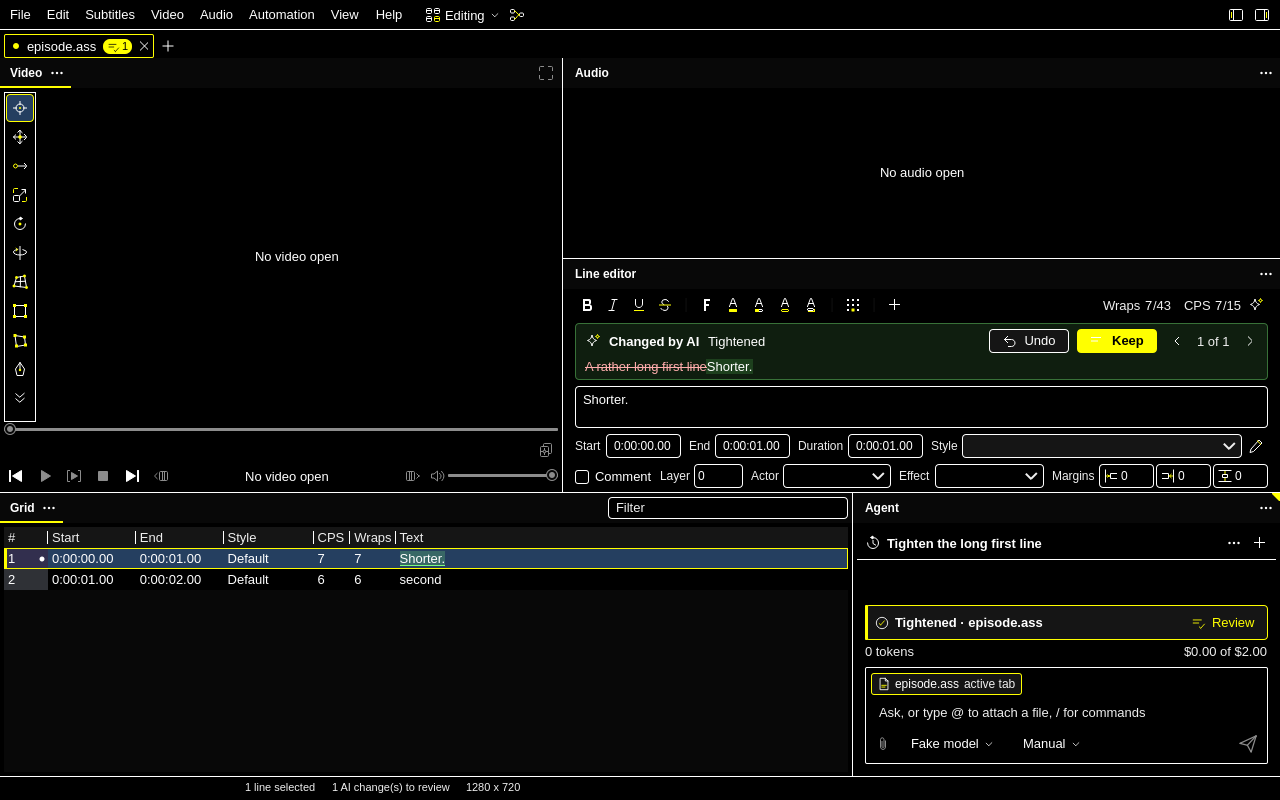 File Edit Subtitles Video Audio Automation View Help Editing
episode.ass 1
Video
No video open
No video open
Audio
No audio open
Line editor
B I U S F A A A A Wraps 7/43 CPS 7/15
Changed by AI Tightened Undo Keep 1 of 1
A rather long first lineShorter.
Shorter.
Start 0:00:00.00 End 0:00:01.00 Duration 0:00:01.00 Style
Comment Layer 0 Actor Effect Margins 0 0 0
Grid Filter
# Start End Style CPS Wraps Text
1 0:00:00.00 0:00:01.00 Default 7 7 Shorter.
2 0:00:01.00 0:00:02.00 Default 6 6 second
Agent
Tighten the long first line
Tightened · episode.ass Review
0 tokens $0.00 of $2.00
episode.ass active tab
Ask, or type @ to attach a file, / for commands
Fake model Manual
1 line selected 1 AI change(s) to review 1280 x 720